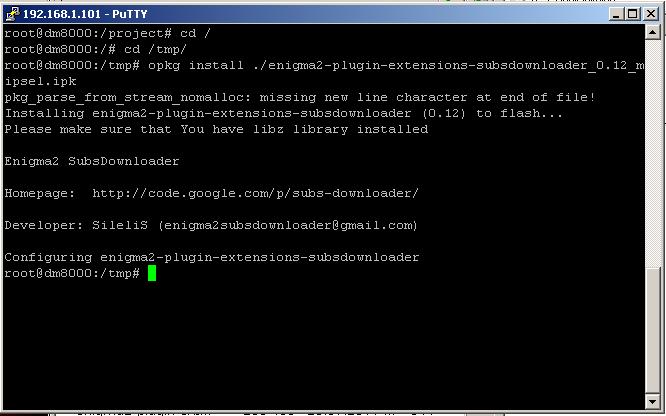 192.168.1.101 - PuTTY
root@dm8000:/project# cd /
root@dm8000:/# cd /tmp/
root@dm8000:/tmp# opkg install ./enigma2-plugin-extensions-subsdownloader_0.12_m
ipsel.ipk
pkg_parse_from_stream_nomalloc: missing new line character at end of file!
Installing enigma2-plugin-extensions-subsdownloader (0.12) to flash...
Please make sure that You have libz library installed
Enigma2 SubsDownloader
Homepage:  http://code.google.com/p/subs-downloader/
Developer: SileliS (enigma2subsdownloader@gmail.com)
Configuring enigma2-plugin-extensions-subsdownloader
root@dm8000:/tmp#